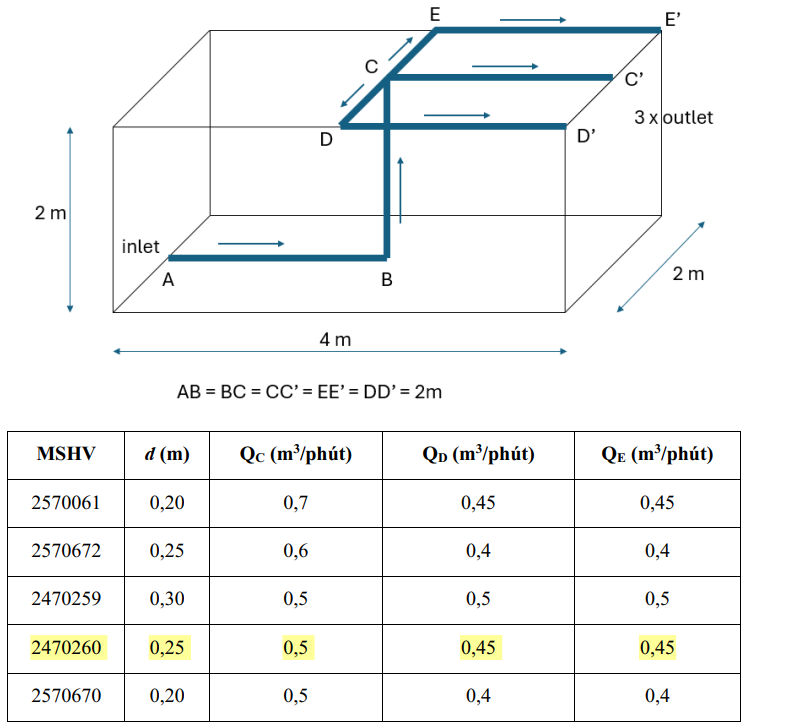 E
E'
C
C'
3 x outlet
D
D'
2 m
inlet
A
B
2 m
4 m
AB = BC = CC' = EE' = DD' = 2m
MSHV d (m) QC (m³/phút) QD (m³/phút) QE (m³/phút)
2570061 0,20 0,7 0,45 0,45
2570672 0,25 0,6 0,4 0,4
2470259 0,30 0,5 0,5 0,5
2470260 0,25 0,5 0,45 0,45
2570670 0,20 0,5 0,4 0,4